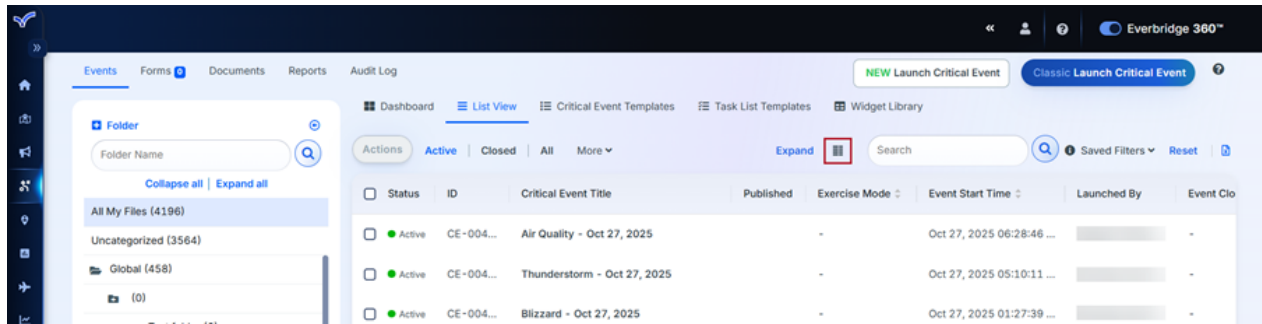 Everbridge 360™
Events Forms 0 Documents Reports Audit Log
NEW Launch Critical Event
Classic Launch Critical Event
Dashboard List View Critical Event Templates Task List Templates Widget Library
Folder
Folder Name
Collapse all | Expand all
All My Files (4196)
Uncategorized (3564)
Global (458)
(0)
Actions Active | Closed | All More
Expand Search Saved Filters Reset
Status ID Critical Event Title Published Exercise Mode Event Start Time Launched By Event Clo
Active CE-004... Air Quality - Oct 27, 2025 - Oct 27, 2025 06:28:46 ... -
Active CE-004... Thunderstorm - Oct 27, 2025 - Oct 27, 2025 05:10:11 ... -
Active CE-004... Blizzard - Oct 27, 2025 - Oct 27, 2025 01:27:39 ... -